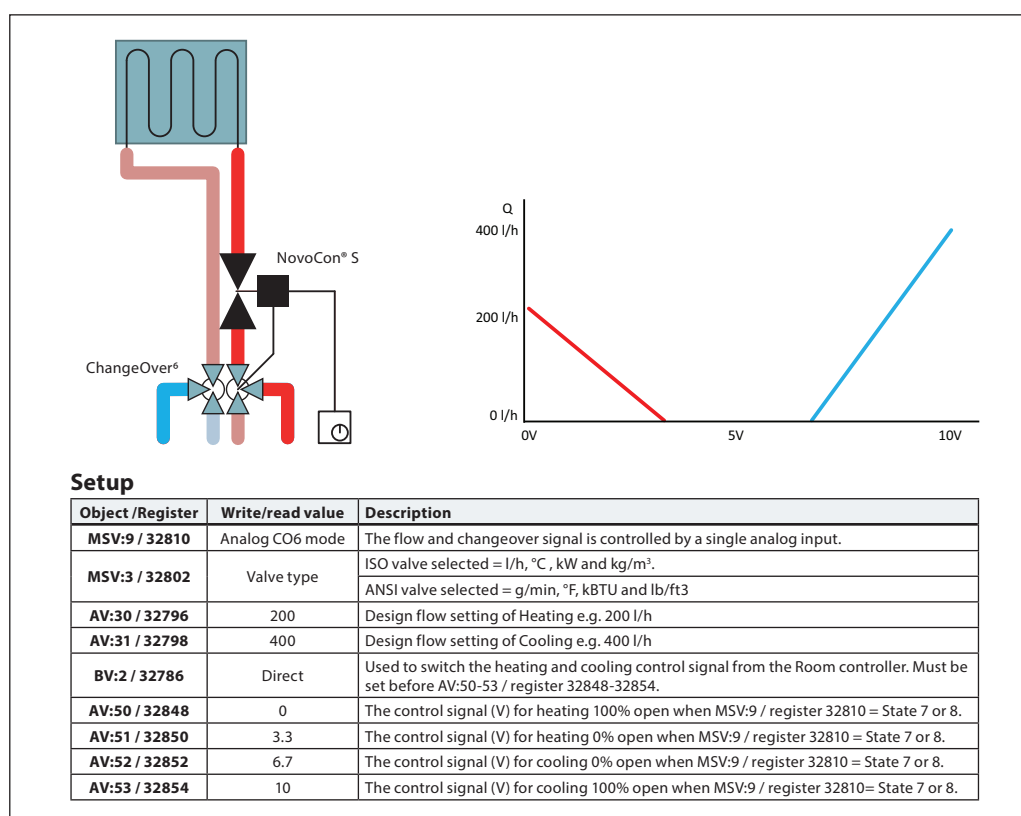 NovoCon® S
ChangeOver⁶
Q
400 l/h
200 l/h
0 l/h
0V 5V 10V
Setup
Object /Register Write/read value Description
MSV:9 / 32810 Analog CO6 mode The flow and changeover signal is controlled by a single analog input.
MSV:3 / 32802 Valve type ISO valve selected = l/h, °C , kW and kg/m³.
ANSI valve selected = g/min, °F, kBTU and lb/ft3
AV:30 / 32796 200 Design flow setting of Heating e.g. 200 l/h
AV:31 / 32798 400 Design flow setting of Cooling e.g. 400 l/h
BV:2 / 32786 Direct Used to switch the heating and cooling control signal from the Room controller. Must be
set before AV:50-53 / register 32848-32854.
AV:50 / 32848 0 The control signal (V) for heating 100% open when MSV:9 / register 32810 = State 7 or 8.
AV:51 / 32850 3.3 The control signal (V) for heating 0% open when MSV:9 / register 32810 = State 7 or 8.
AV:52 / 32852 6.7 The control signal (V) for cooling 0% open when MSV:9 / register 32810 = State 7 or 8.
AV:53 / 32854 10 The control signal (V) for cooling 100% open when MSV:9 / register 32810= State 7 or 8.